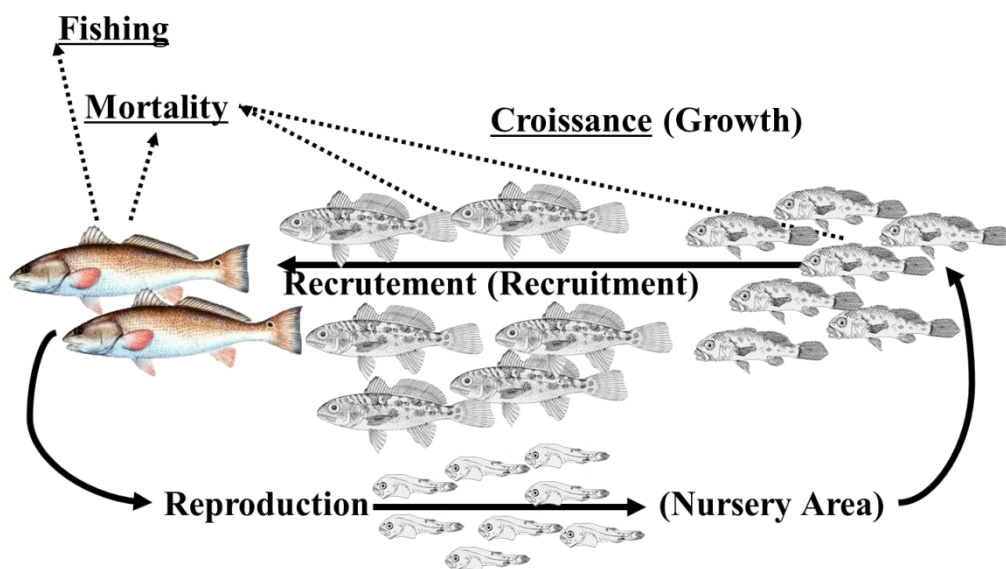 Fishing
Mortality
Croissance (Growth)
Recrutement (Recruitment)
Reproduction
(Nursery Area)